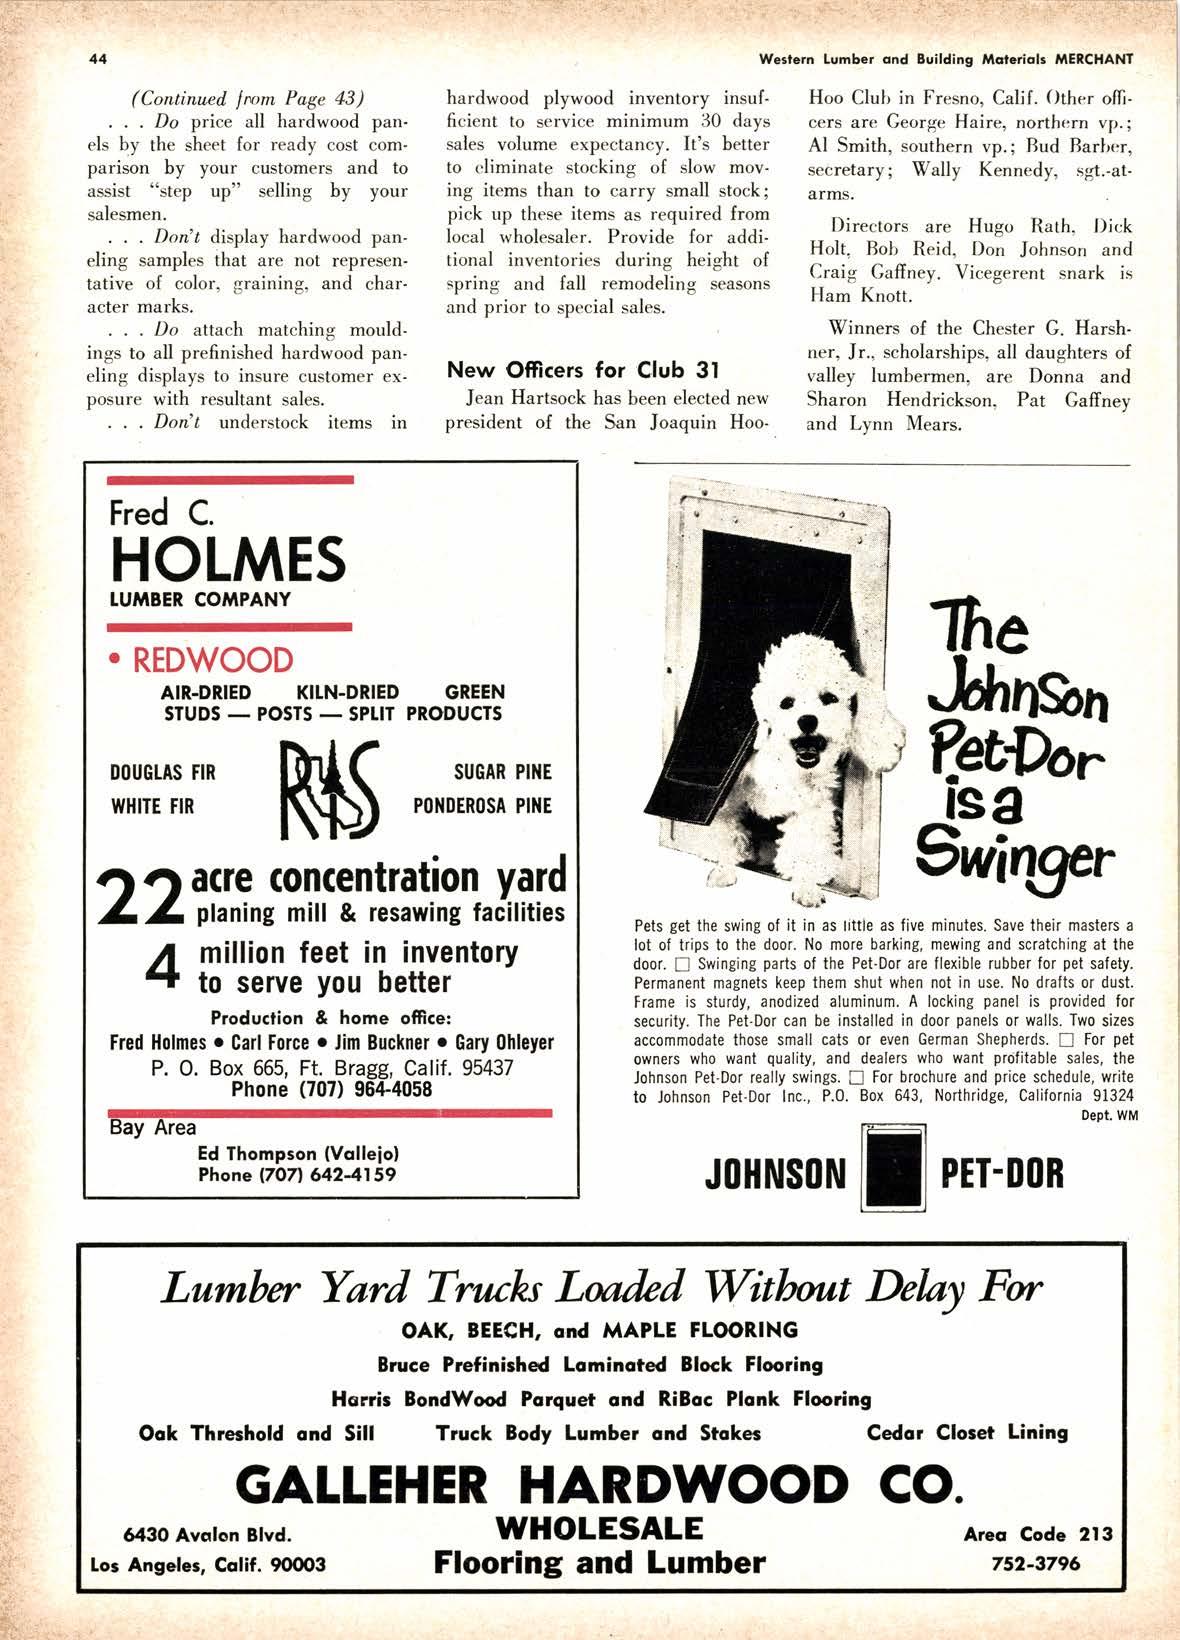 44
Western Lumber and Building Materials MERCHANT
(Continued from Page 43)
. . . Do price all hardwood pan-
els by the sheet for ready cost com-
parison by your customers and to
assist "step up" selling by your
salesmen.
. . . Don't display hardwood pan-
eling samples that are not represen-
tative of color, graining, and char-
acter marks.
. . . Do attach matching mould-
ings to all prefinished hardwood pan-
eling displays to insure customer ex-
posure with resultant sales.
. . . Don't understock items in
hardwood plywood inventory insuf-
ficient to service minimum 30 days
sales volume expectancy. It's better
to eliminate stocking of slow mov-
ing items than to carry small stock;
pick up these items as required from
local wholesaler. Provide for addi-
tional inventories during height of
spring and fall remodeling seasons
and prior to special sales.
New Officers for Club 31
Jean Hartsock has been elected new
president of the San Joaquin Hoo-
Hoo Club in Fresno, Calif. Other offi-
cers are George Haire, northern vp.;
Al Smith, southern vp.; Bud Barber,
secretary; Wally Kennedy, sgt.-at-
arms.
Directors are Hugo Rath, Dick
Holt, Bob Reid, Don Johnson and
Craig Gaffney. Vicegerent snark is
Ham Knott.
Winners of the Chester G. Harsh-
ner, Jr., scholarships, all daughters of
valley lumbermen, are Donna and
Sharon Hendrickson, Pat Gaffney
and Lynn Mears.
Fred C.
HOLMES
LUMBER COMPANY
• REDWOOD
AIR-DRIED KILN-DRIED GREEN
STUDS — POSTS — SPLIT PRODUCTS
DOUGLAS FIR
WHITE FIR
RIS
SUGAR PINE
PONDEROSA PINE
22 acre concentration yard
planing mill & resawing facilities
4 million feet in inventory
to serve you better
Production & home office:
Fred Holmes • Carl Force • Jim Buckner • Gary Ohleyer
P. O. Box 665, Ft. Bragg, Calif. 95437
Phone (707) 964-4058
Bay Area
Ed Thompson (Vallejo)
Phone (707) 642-4159
The
Johnson
Pet-Dor
is a
Swinger
Pets get the swing of it in as little as five minutes. Save their masters a
lot of trips to the door. No more barking, mewing and scratching at the
door. □ Swinging parts of the Pet-Dor are flexible rubber for pet safety.
Permanent magnets keep them shut when not in use. No drafts or dust.
Frame is sturdy, anodized aluminum. A locking panel is provided for
security. The Pet-Dor can be installed in door panels or walls. Two sizes
accommodate those small cats or even German Shepherds. □ For pet
owners who want quality, and dealers who want profitable sales, the
Johnson Pet-Dor really swings. □ For brochure and price schedule, write
to Johnson Pet-Dor Inc., P.O. Box 643, Northridge, California 91324
Dept. WM
JOHNSON PET-DOR
Lumber Yard Trucks Loaded Without Delay For
OAK, BEECH, and MAPLE FLOORING
Bruce Prefinished Laminated Block Flooring
Harris BondWood Parquet and RiBac Plank Flooring
Oak Threshold and Sill Truck Body Lumber and Stakes Cedar Closet Lining
GALLEHER HARDWOOD CO.
6430 Avalon Blvd.
Los Angeles, Calif. 90003
WHOLESALE
Flooring and Lumber
Area Code 213
752-3796